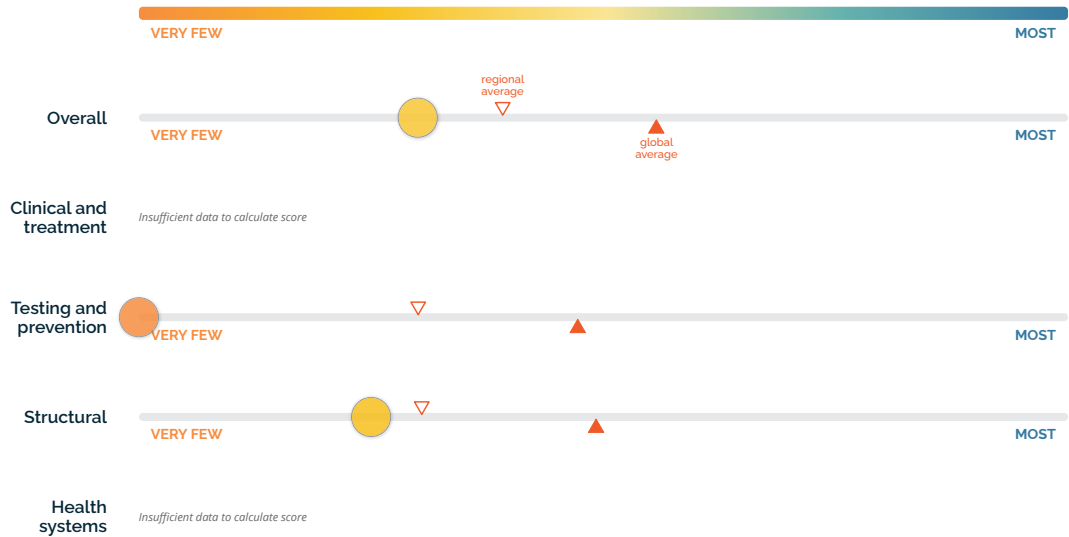 VERY FEW
MOST
regional
average
Overall
VERY FEW
MOST
global
average
Clinical and
treatment
Insufficient data to calculate score
Testing and
prevention
VERY FEW
MOST
Structural
VERY FEW
MOST
Health
systems
Insufficient data to calculate score